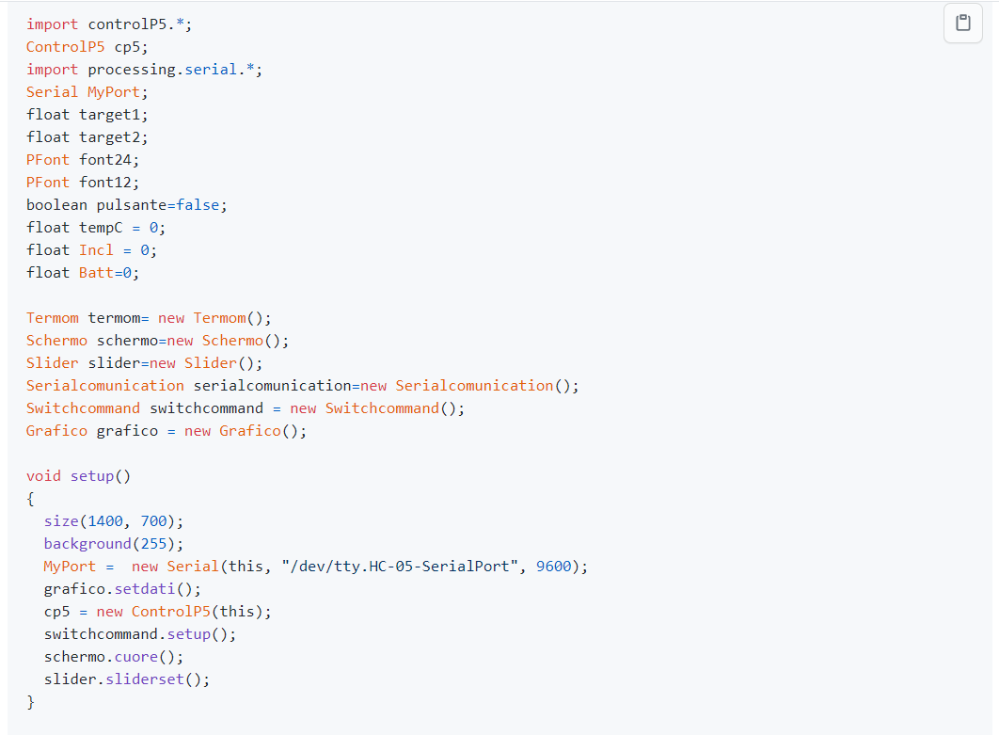 import controlP5.*;
ControlP5 cp5;
import processing.serial.*;
Serial MyPort;
float target1;
float target2;
PFont font24;
PFont font12;
boolean pulsante=false;
float tempC = 0;
float Incl = 0;
float Batt=0;

Termom termom= new Termom();
Schermo schermo=new Schermo();
Slider slider=new Slider();
Serialcomunication serialcomunication=new Serialcomunication();
Switchcommand switchcommand = new Switchcommand();
Grafico grafico = new Grafico();

void setup()
{
  size(1400, 700);
  background(255);
  MyPort =  new Serial(this, "/dev/tty.HC-05-SerialPort", 9600);
  grafico.setdati();
  cp5 = new ControlP5(this);
  switchcommand.setup();
  schermo.cuore();
  slider.sliderset();
}